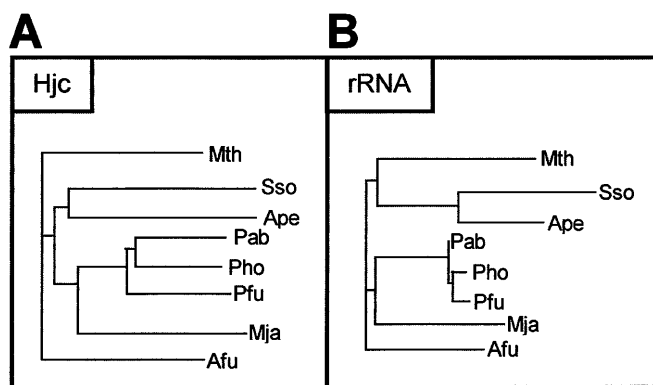 A
B
Hjc
rRNA
Mth
Sso
Ape
Pab
Pho
Pfu
Mja
Afu
Mth
Sso
Ape
Pab
Pho
Pfu
Mja
Afu